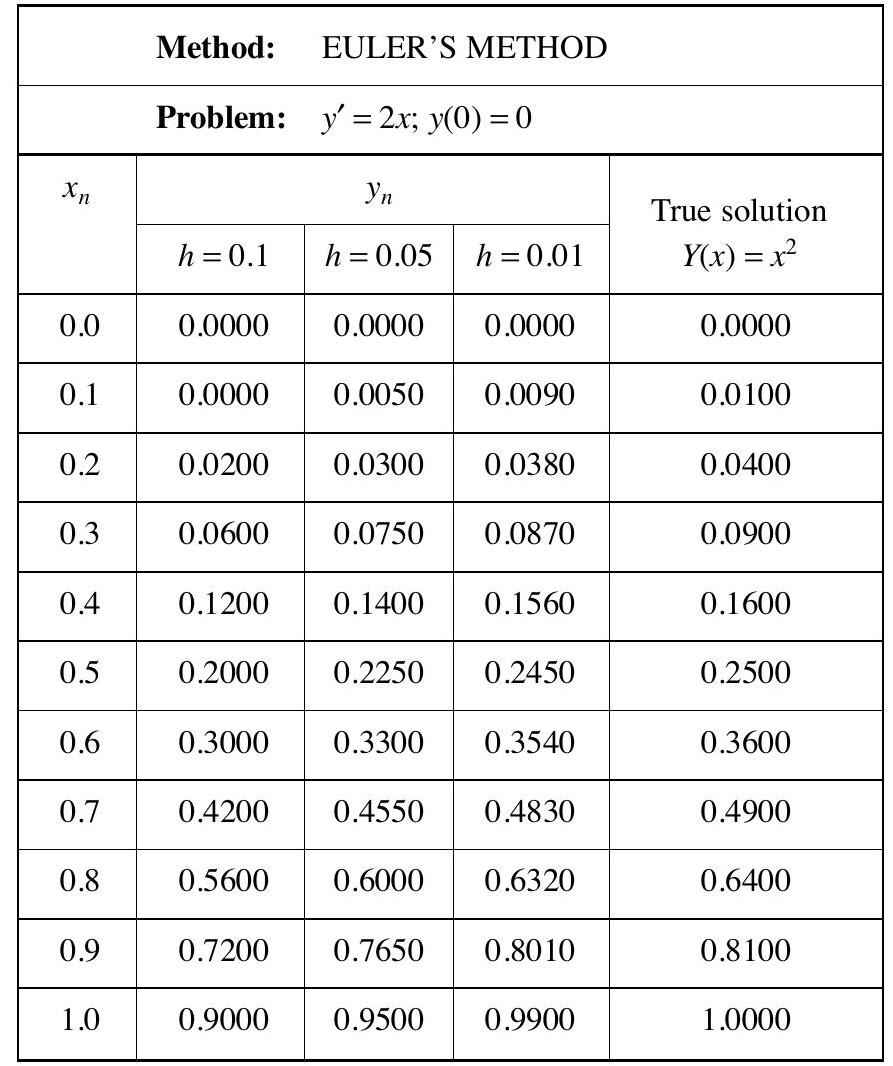 Method: EULER'S METHOD
Problem: y′ = 2x; y(0) = 0
xₙ yₙ True solution
h = 0.1 h = 0.05 h = 0.01 Y(x) = x²
0.0 0.0000 0.0000 0.0000 0.0000
0.1 0.0000 0.0050 0.0090 0.0100
0.2 0.0200 0.0300 0.0380 0.0400
0.3 0.0600 0.0750 0.0870 0.0900
0.4 0.1200 0.1400 0.1560 0.1600
0.5 0.2000 0.2250 0.2450 0.2500
0.6 0.3000 0.3300 0.3540 0.3600
0.7 0.4200 0.4550 0.4830 0.4900
0.8 0.5600 0.6000 0.6320 0.6400
0.9 0.7200 0.7650 0.8010 0.8100
1.0 0.9000 0.9500 0.9900 1.0000